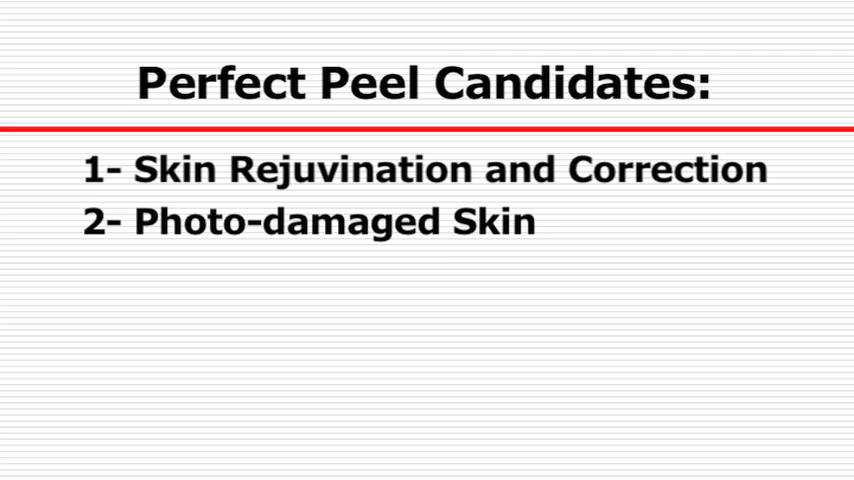 Perfect Peel Candidates:
1- Skin Rejuvination and Correction
2- Photo-damaged Skin